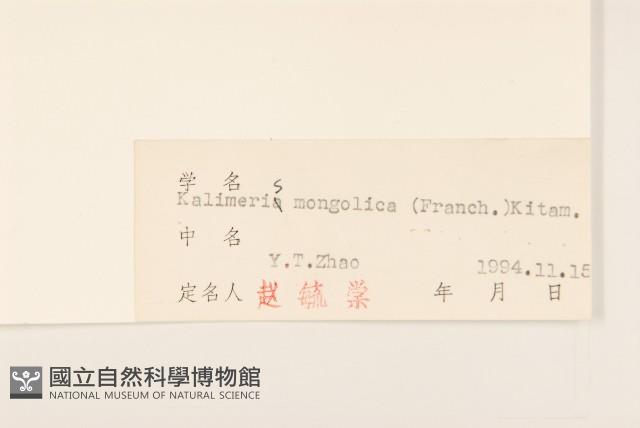 学 名
Kalimeris mongolica (Franch.)Kitam.
中 名
Y.T.Zhao 1994.11.15
定名人 赵 毓 棠 年 月 日
國立自然科學博物館
NATIONAL MUSEUM OF NATURAL SCIENCE